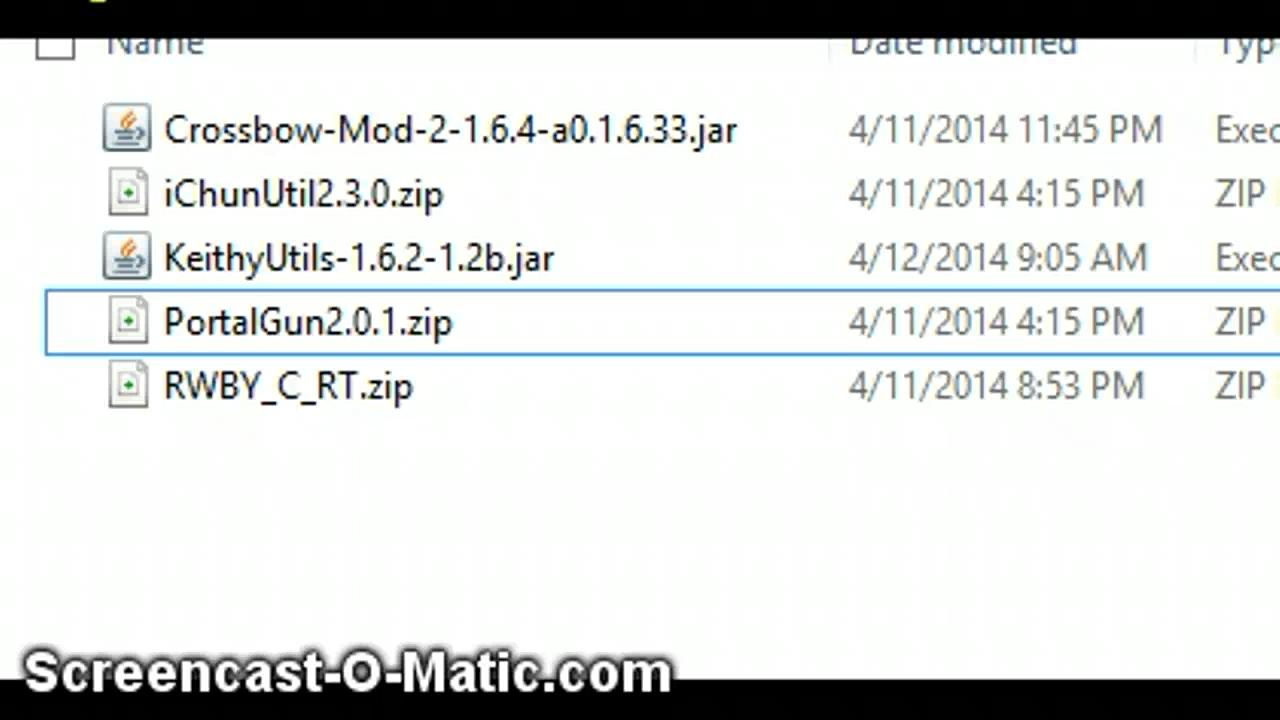 Name Date modified Typ
Crossbow-Mod-2-1.6.4-a0.1.6.33.jar 4/11/2014 11:45 PM Exec
iChunUtil2.3.0.zip 4/11/2014 4:15 PM ZIP
KeithyUtils-1.6.2-1.2b.jar 4/12/2014 9:05 AM Exec
PortalGun2.0.1.zip 4/11/2014 4:15 PM ZIP
RWBY_C_RT.zip 4/11/2014 8:53 PM ZIP
Screencast-O-Matic.com